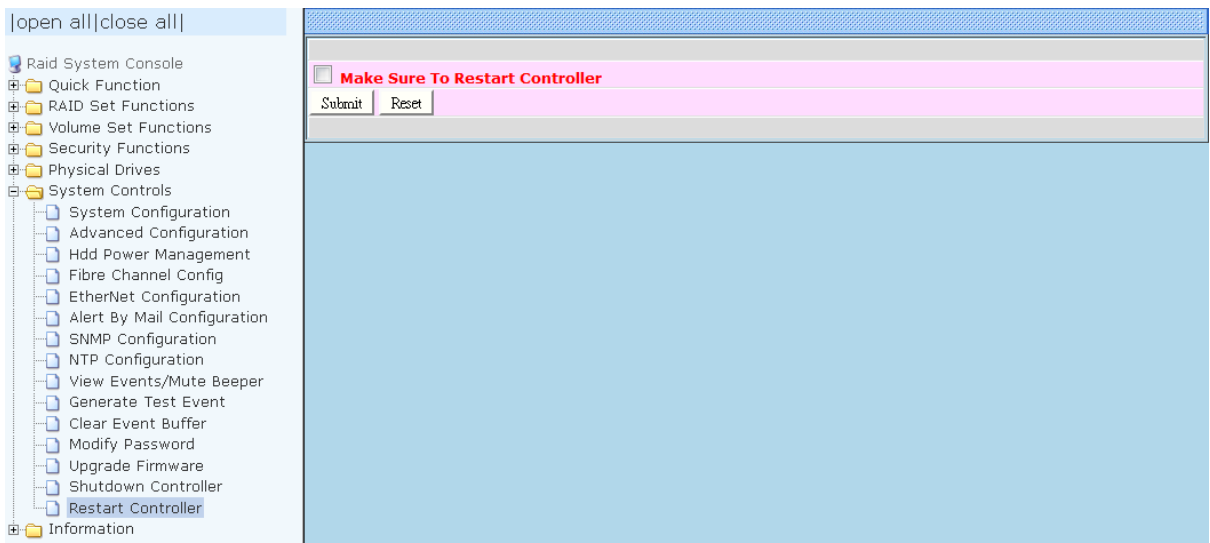 |open all|close all|
Raid System Console
Quick Function
RAID Set Functions
Volume Set Functions
Security Functions
Physical Drives
System Controls
System Configuration
Advanced Configuration
Hdd Power Management
Fibre Channel Config
EtherNet Configuration
Alert By Mail Configuration
SNMP Configuration
NTP Configuration
View Events/Mute Beeper
Generate Test Event
Clear Event Buffer
Modify Password
Upgrade Firmware
Shutdown Controller
Restart Controller
Information
Make Sure To Restart Controller
Submit Reset